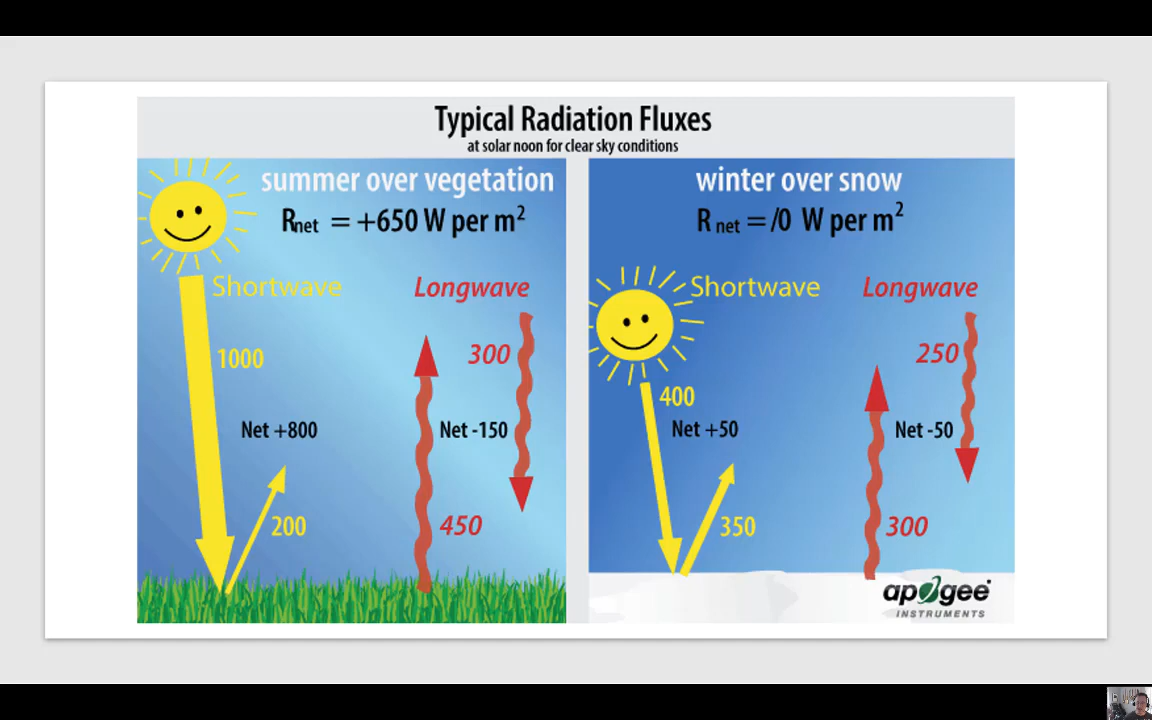 Typical Radiation Fluxes
at solar noon for clear sky conditions
summer over vegetation
Rnet = +650 W per m²
Shortwave
Longwave
1000
300
Net +800
Net -150
200
450
winter over snow
R net = /0 W per m²
Shortwave
Longwave
400
250
Net +50
Net -50
350
300
apogee
INSTRUMENTS